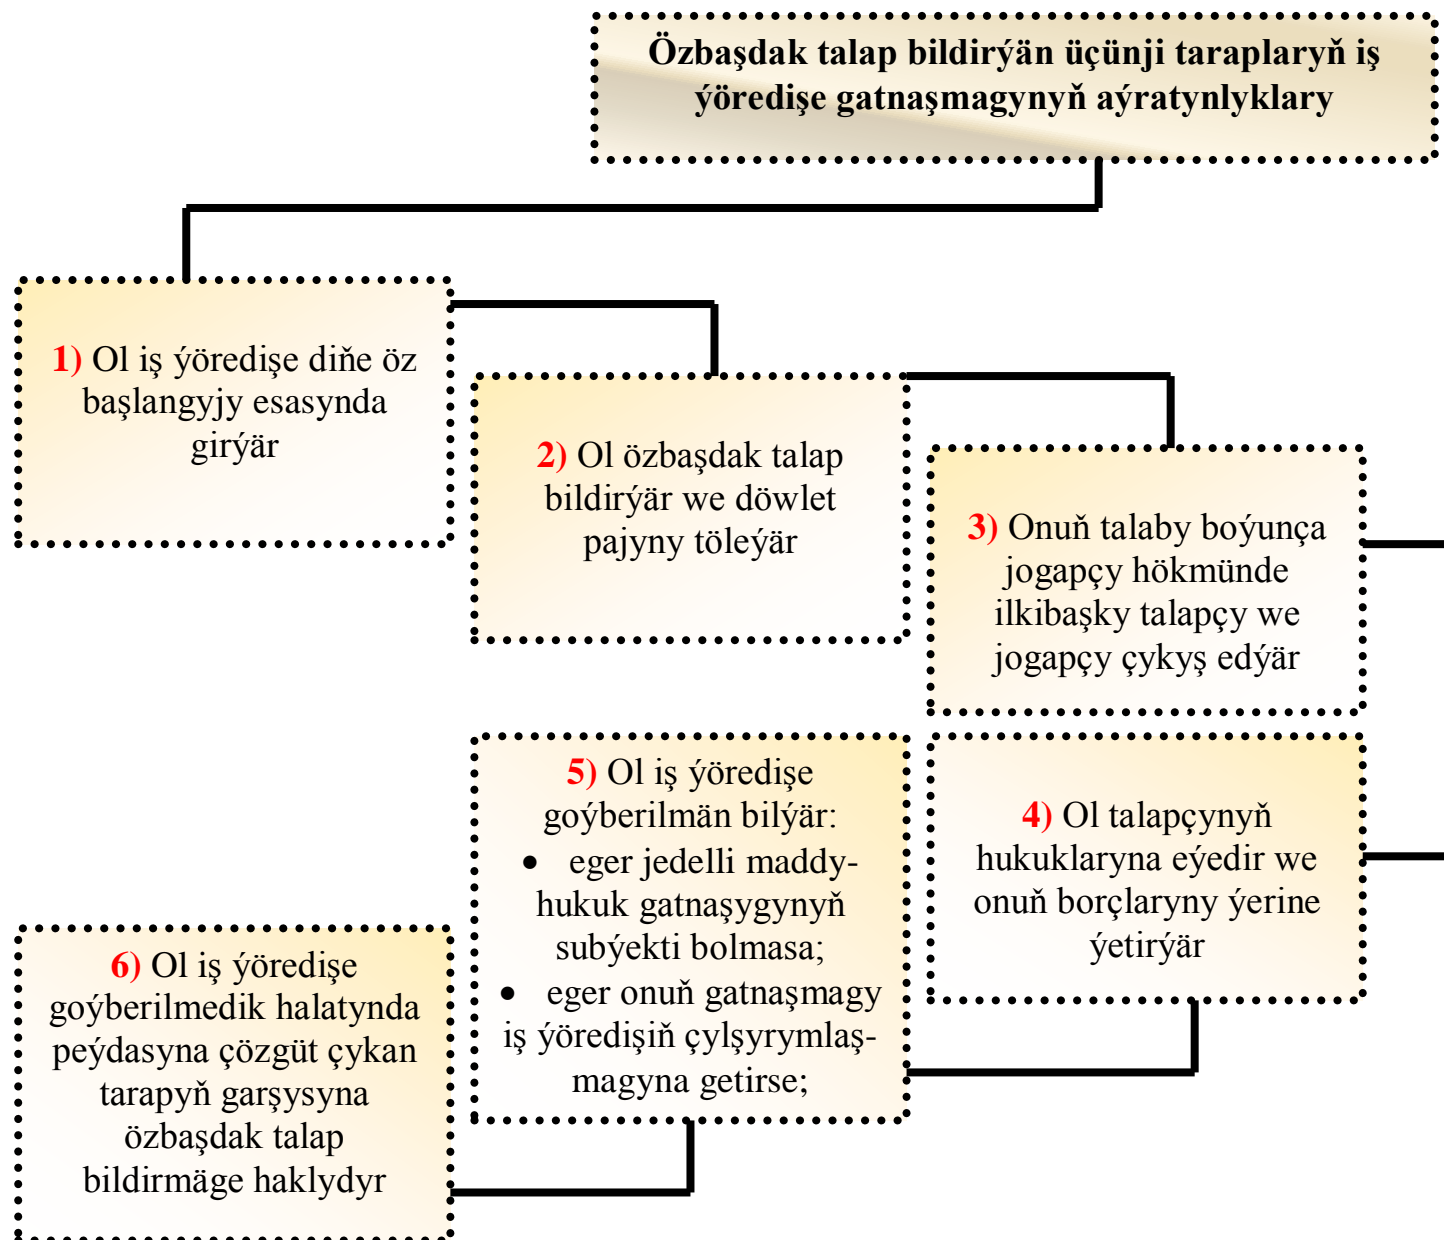 Özbaşdak talap bildirýän üçünji taraplaryň iş
ýöredişe gatnaşmagynyň aýratynlyklary
1) Ol iş ýöredişe diňe öz
başlangyjy esasynda
girýär
2) Ol özbaşdak talap
bildirýär we döwlet
pajyny töleýär
3) Onuň talaby boýunça
jogapçy hökmünde
ilkibaşky talapçy we
jogapçy çykyş edýär
4) Ol talapçynyň
hukuklaryna eýedir we
onuň borçlaryny ýerine
ýetirýär
5) Ol iş ýöredişe
goýberilmän bilýär:
• eger jedelli maddy-
hukuk gatnaşygynyň
subýekti bolmasa;
• eger onuň gatnaşmagy
iş ýöredişiň çylşyrymlaş-
magyna getirse;
6) Ol iş ýöredişe
goýberilmedik halatynda
peýdasyna çözgüt çykan
tarapyň garşysyna
özbaşdak talap
bildirmäge haklydyr